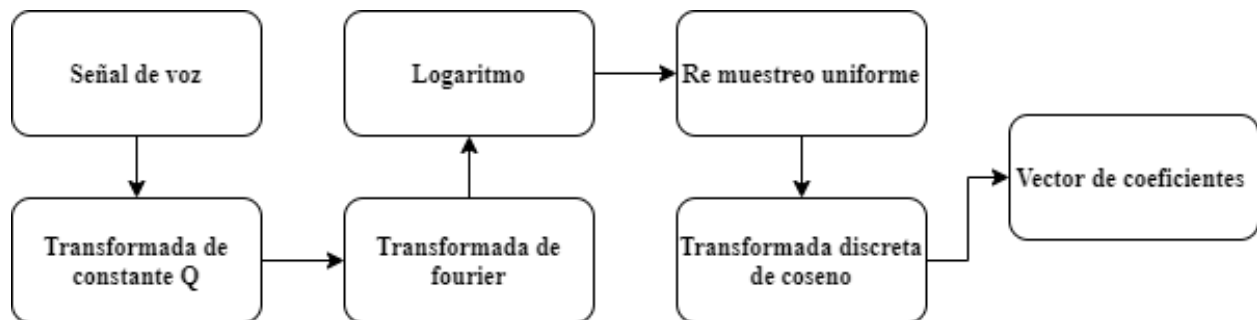 Señal de voz
Transformada de
constante Q
Transformada de
fourier
Logaritmo
Re muestreo uniforme
Transformada discreta
de coseno
Vector de coeficientes